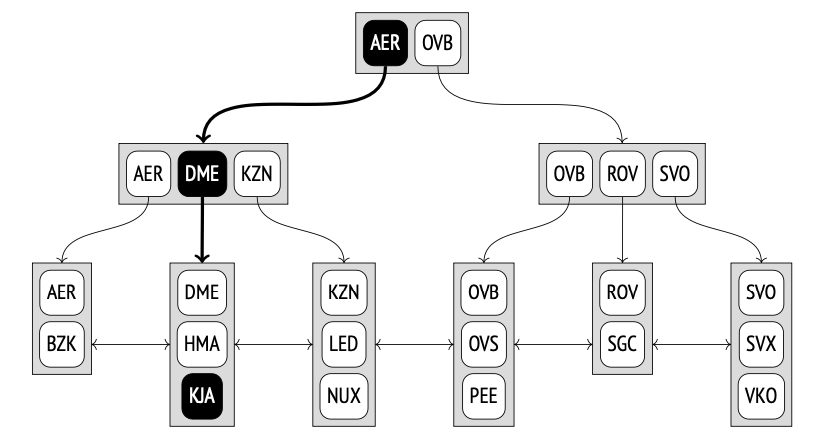 AER OVB
AER DME KZN OVB ROV SVO
AER DME KZN OVB ROV SVO
BZK HMA LED OVS SGC SVX
KJA NUX PEE VKO